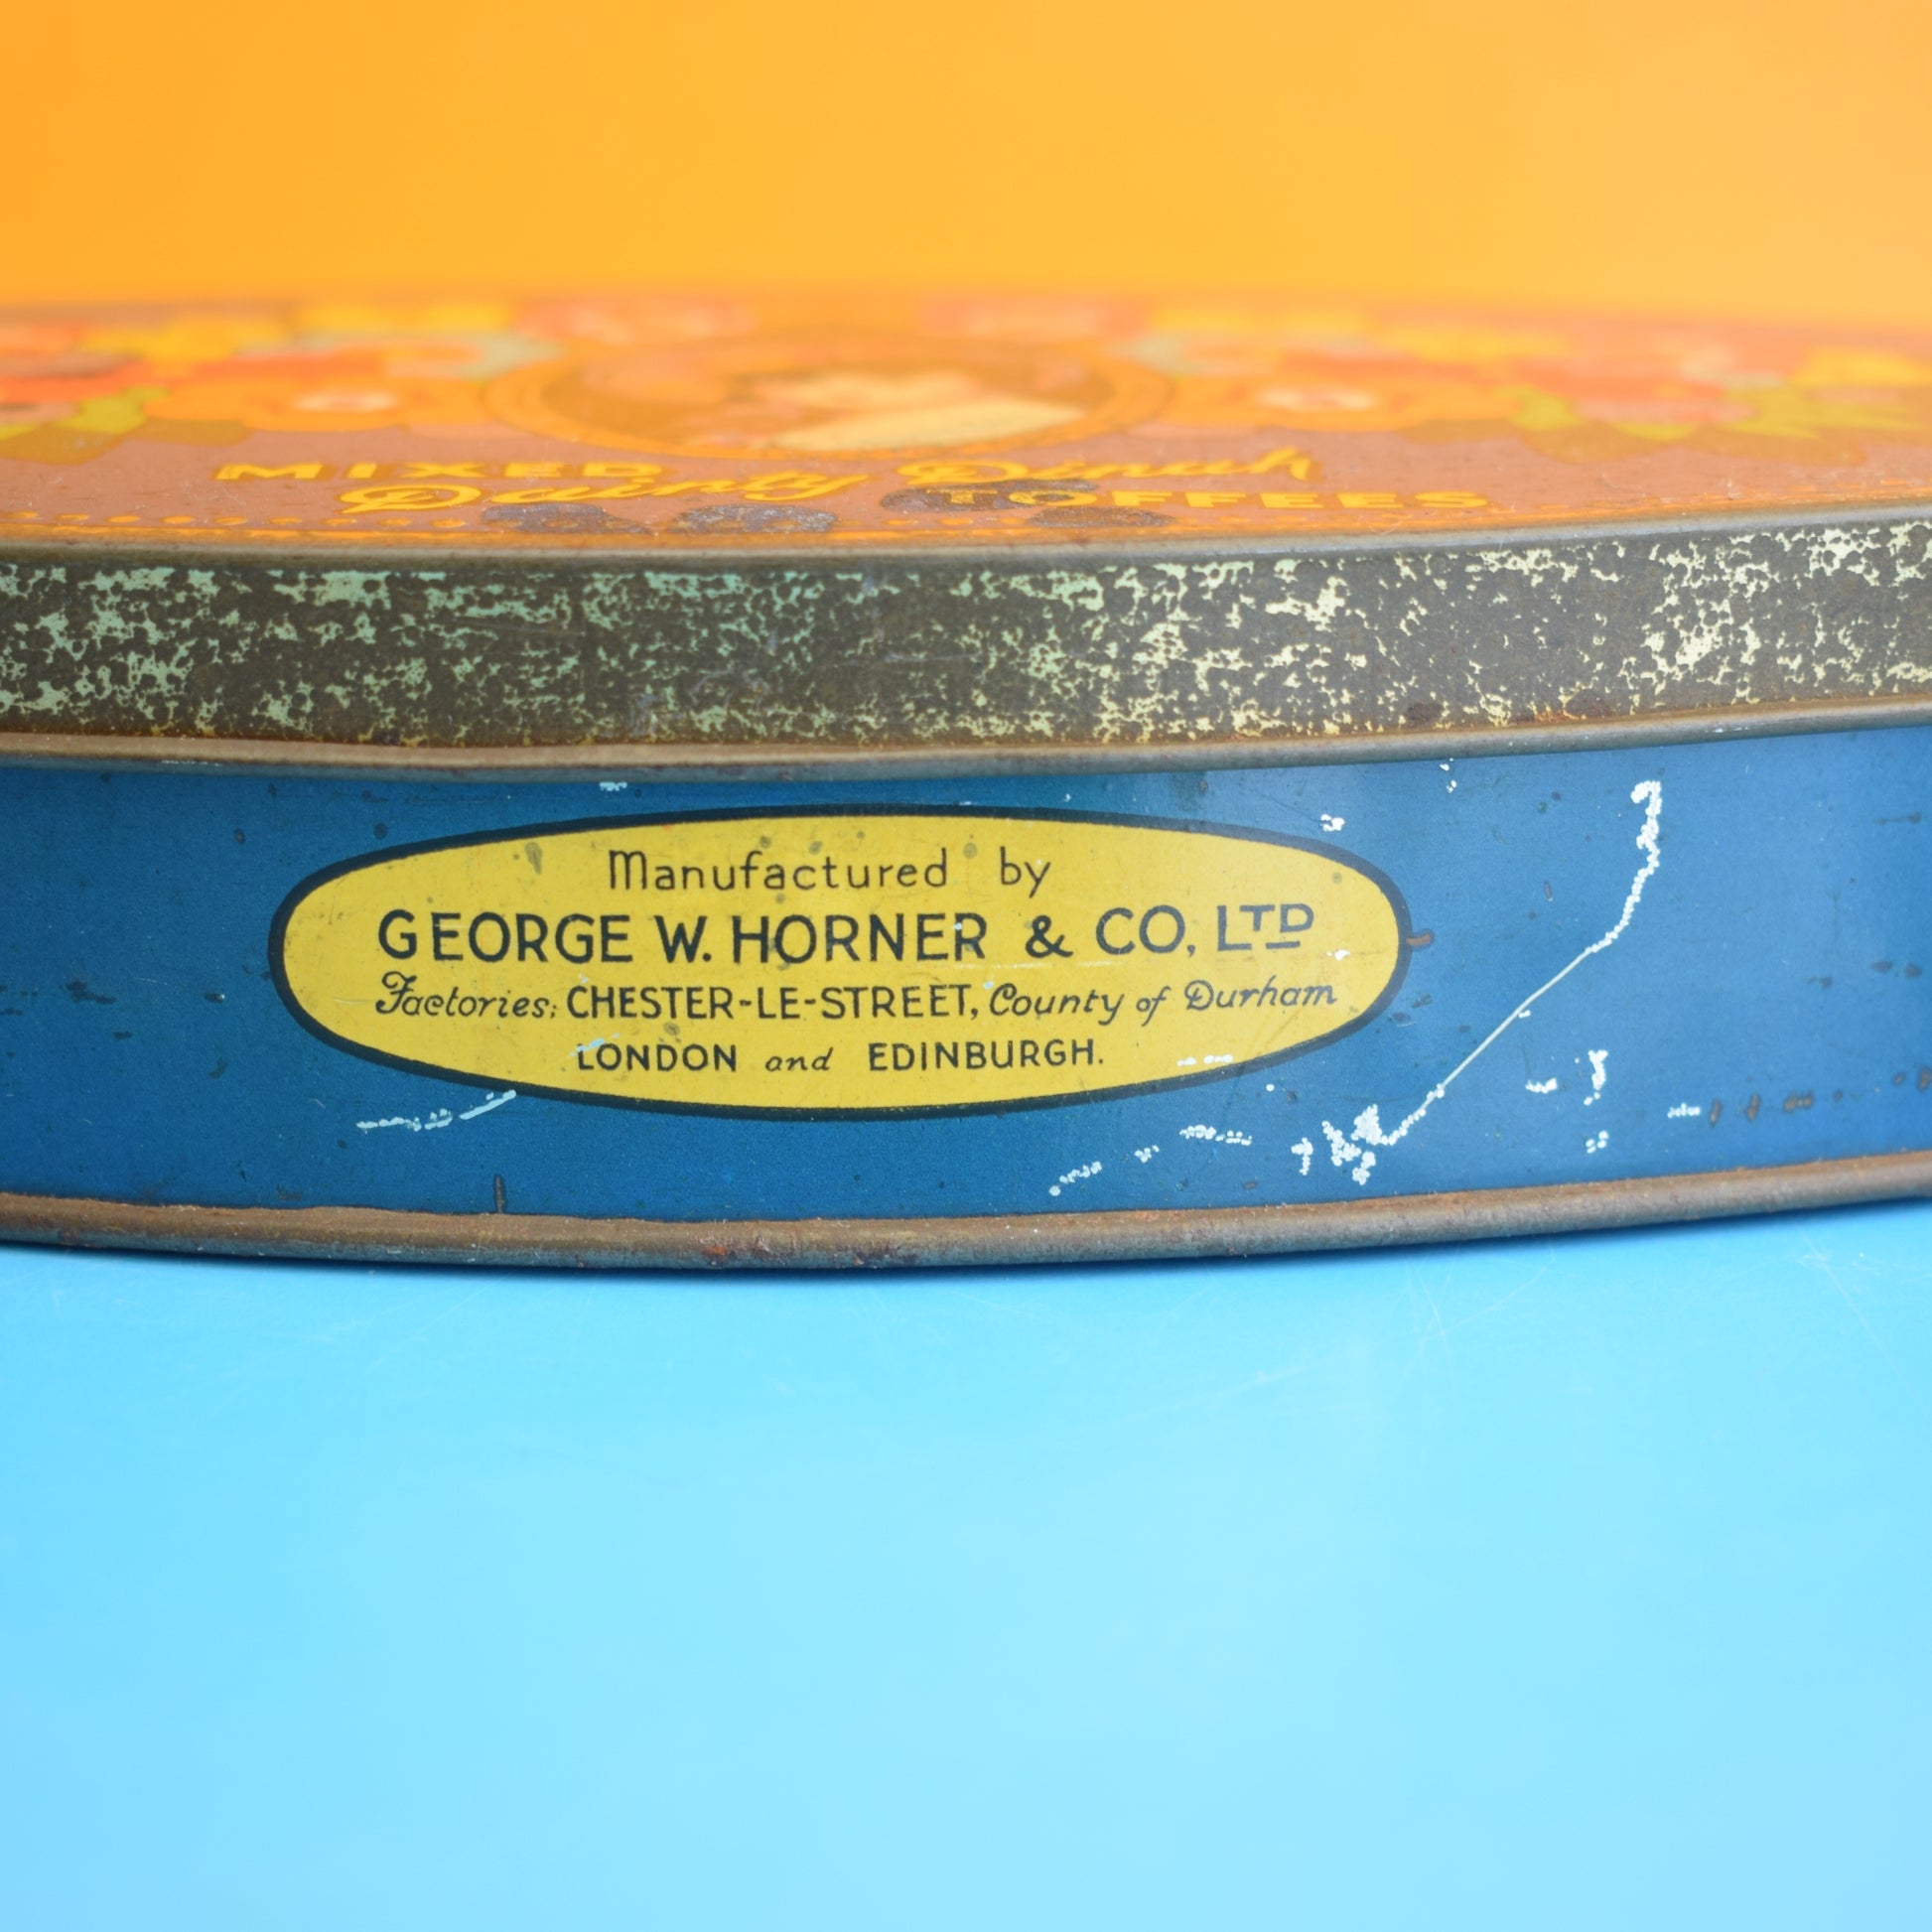 MIXED
Dainty Dinah
TOFFEES
Manufactured by
GEORGE W. HORNER & CO, LTD
Factories; CHESTER-LE-STREET, County of Durham
LONDON and EDINBURGH.